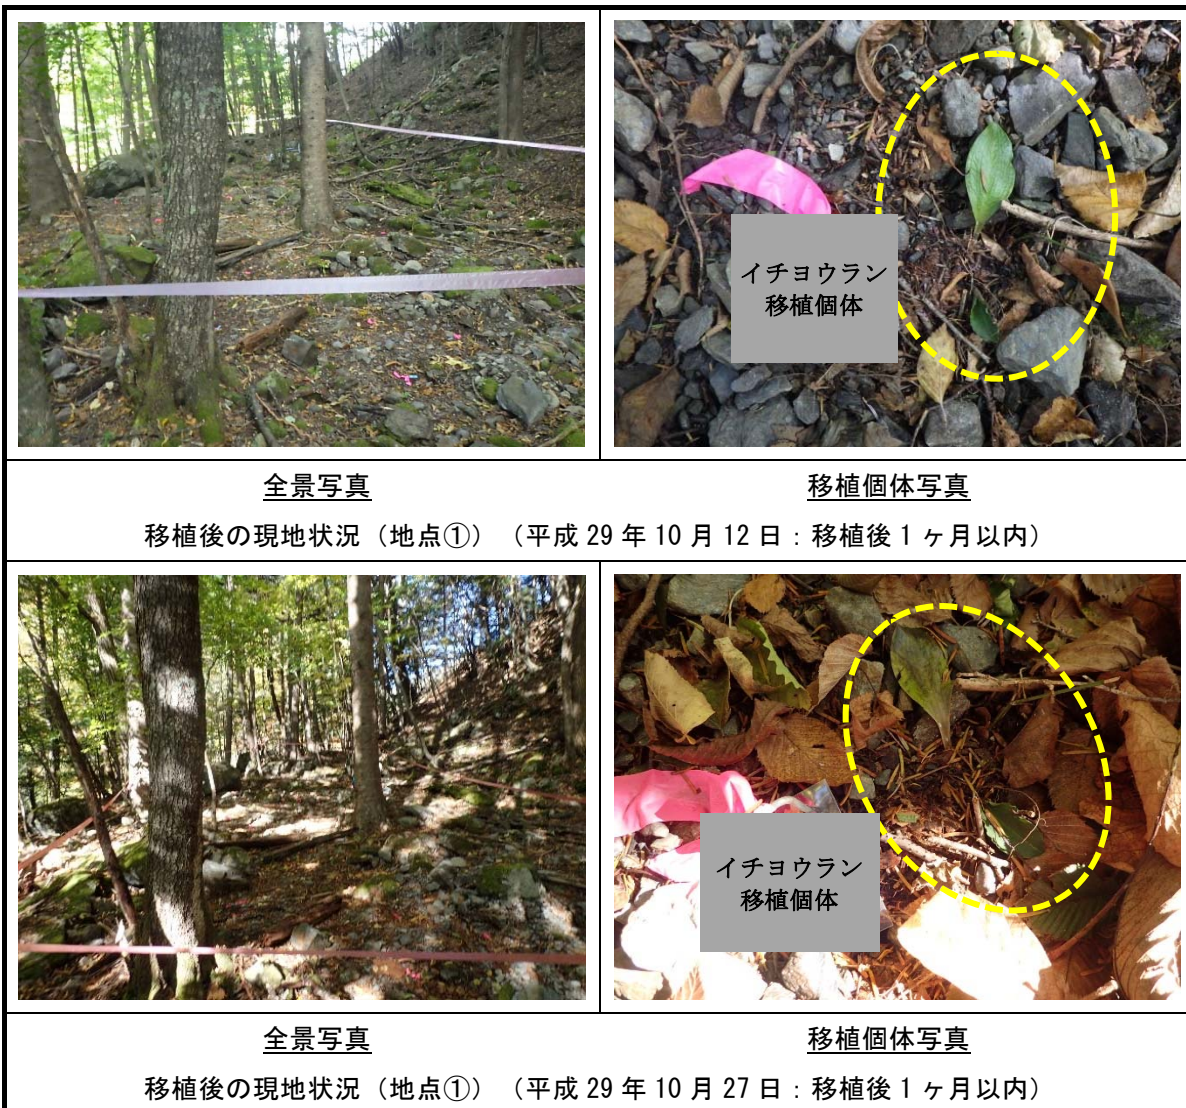 イチョウラン
移植個体
全景写真
移植個体写真
移植後の現地状況（地点①）（平成 29 年 10 月 12 日：移植後 1 ヶ月以内）
イチョウラン
移植個体
全景写真
移植個体写真
移植後の現地状況（地点①）（平成 29 年 10 月 27 日：移植後 1 ヶ月以内）